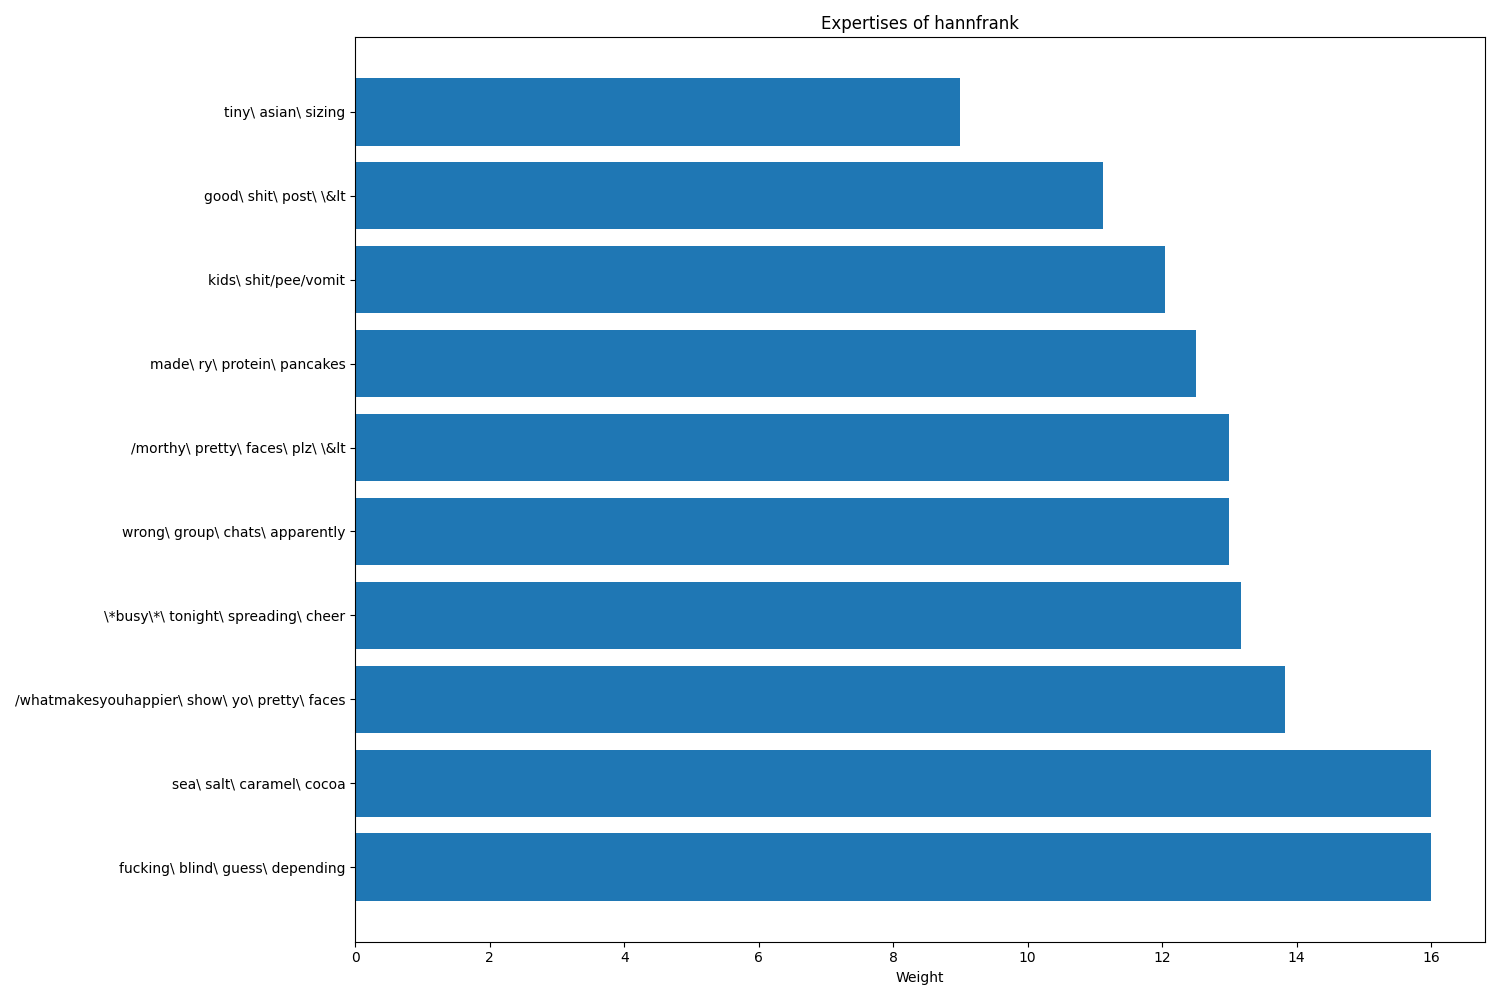 Expertises of hannfrank
tiny\ asian\ sizing
good\ shit\ post\ \&lt
kids\ shit/pee/vomit
made\ ry\ protein\ pancakes
/morthy\ pretty\ faces\ plz\ \&lt
wrong\ group\ chats\ apparently
\*busy\*\ tonight\ spreading\ cheer
/whatmakesyouhappier\ show\ yo\ pretty\ faces
sea\ salt\ caramel\ cocoa
fucking\ blind\ guess\ depending
0 2 4 6 8 10 12 14 16
Weight